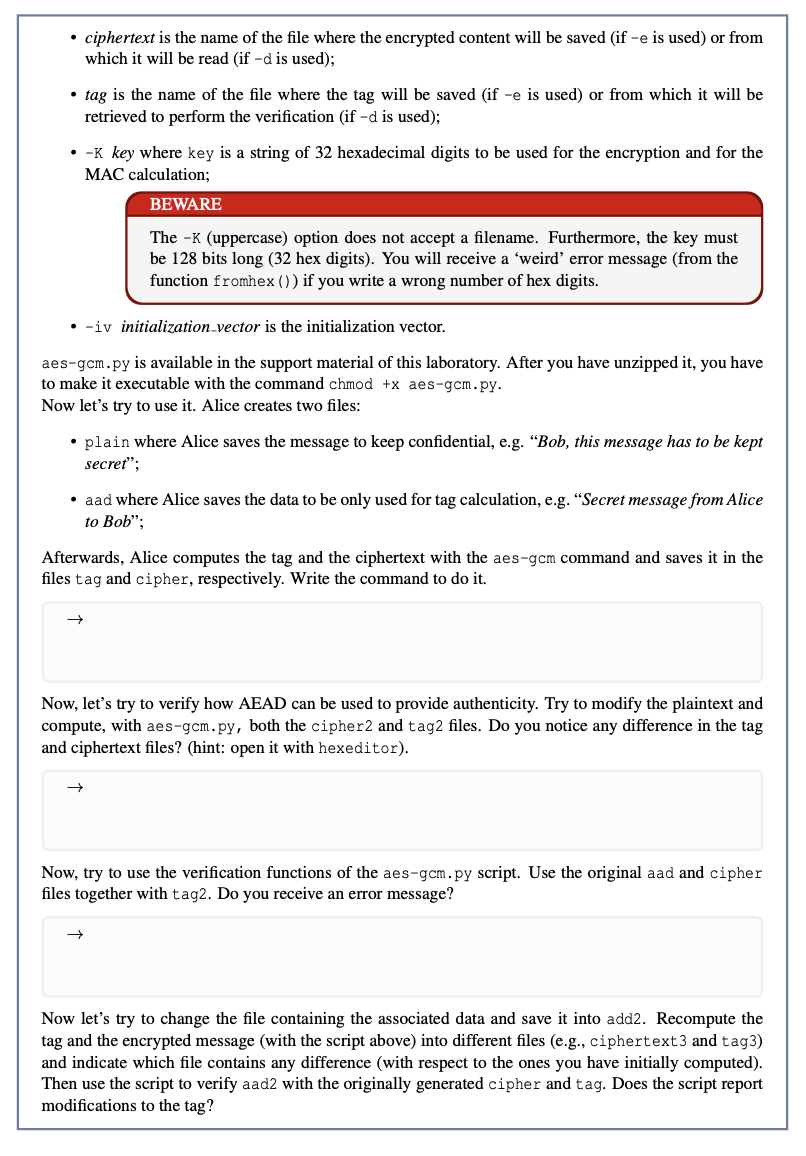 • ciphertext is the name of the file where the encrypted content will be saved (if -e is used) or from
which it will be read (if -d is used);
• tag is the name of the file where the tag will be saved (if -e is used) or from which it will be
retrieved to perform the verification (if -d is used);
• -K key where key is a string of 32 hexadecimal digits to be used for the encryption and for the
MAC calculation;
BEWARE
The -K (uppercase) option does not accept a filename. Furthermore, the key must
be 128 bits long (32 hex digits). You will receive a ‘weird’ error message (from the
function fromhex()) if you write a wrong number of hex digits.
• -iv initialization_vector is the initialization vector.
aes-gcm.py is available in the support material of this laboratory. After you have unzipped it, you have
to make it executable with the command chmod +x aes-gcm.py.
Now let’s try to use it. Alice creates two files:
• plain where Alice saves the message to keep confidential, e.g. “Bob, this message has to be kept
secret”;
• aad where Alice saves the data to be only used for tag calculation, e.g. “Secret message from Alice
to Bob”;
Afterwards, Alice computes the tag and the ciphertext with the aes-gcm command and saves it in the
files tag and cipher, respectively. Write the command to do it.
→
Now, let’s try to verify how AEAD can be used to provide authenticity. Try to modify the plaintext and
compute, with aes-gcm.py, both the cipher2 and tag2 files. Do you notice any difference in the tag
and ciphertext files? (hint: open it with hexeditor).
→
Now, try to use the verification functions of the aes-gcm.py script. Use the original aad and cipher
files together with tag2. Do you receive an error message?
→
Now let’s try to change the file containing the associated data and save it into add2. Recompute the
tag and the encrypted message (with the script above) into different files (e.g., ciphertext3 and tag3)
and indicate which file contains any difference (with respect to the ones you have initially computed).
Then use the script to verify aad2 with the originally generated cipher and tag. Does the script report
modifications to the tag?